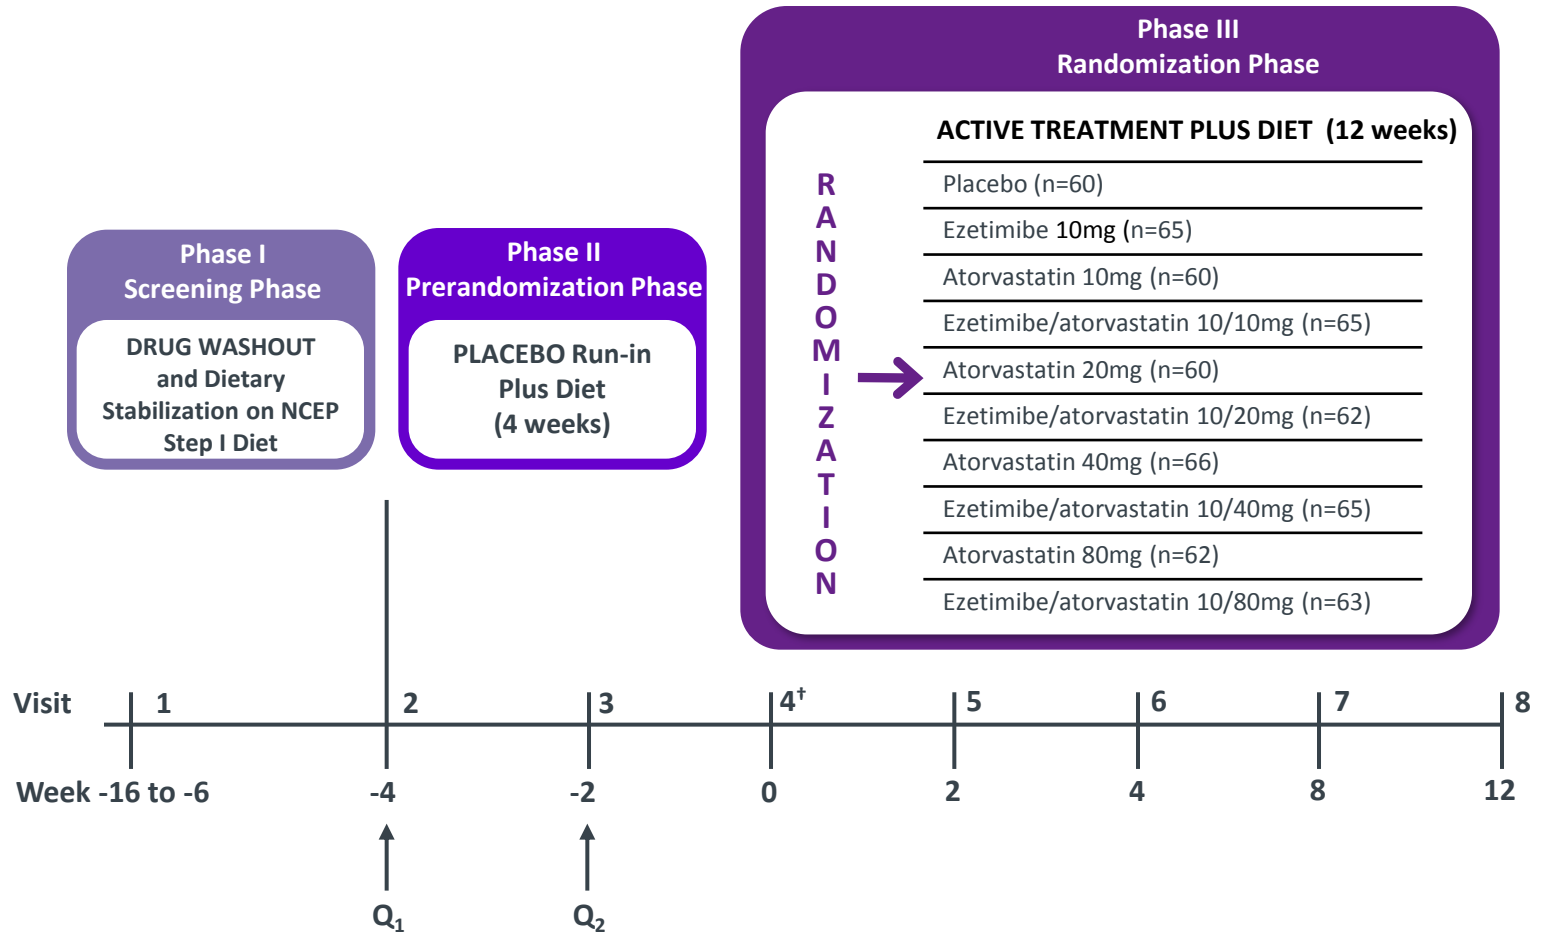 Phase III
Randomization Phase
ACTIVE TREATMENT PLUS DIET (12 weeks)
RANDOMIZATION
Placebo (n=60)
Ezetimibe 10mg (n=65)
Atorvastatin 10mg (n=60)
Ezetimibe/atorvastatin 10/10mg (n=65)
Atorvastatin 20mg (n=60)
Ezetimibe/atorvastatin 10/20mg (n=62)
Atorvastatin 40mg (n=66)
Ezetimibe/atorvastatin 10/40mg (n=65)
Atorvastatin 80mg (n=62)
Ezetimibe/atorvastatin 10/80mg (n=63)
Phase I
Screening Phase
DRUG WASHOUT
and Dietary
Stabilization on NCEP
Step I Diet
Phase II
Prerandomization Phase
PLACEBO Run-in
Plus Diet
(4 weeks)
Visit 1 2 3 4† 5 6 7 8
Week -16 to -6 -4 -2 0 2 4 8 12
Q1 Q2